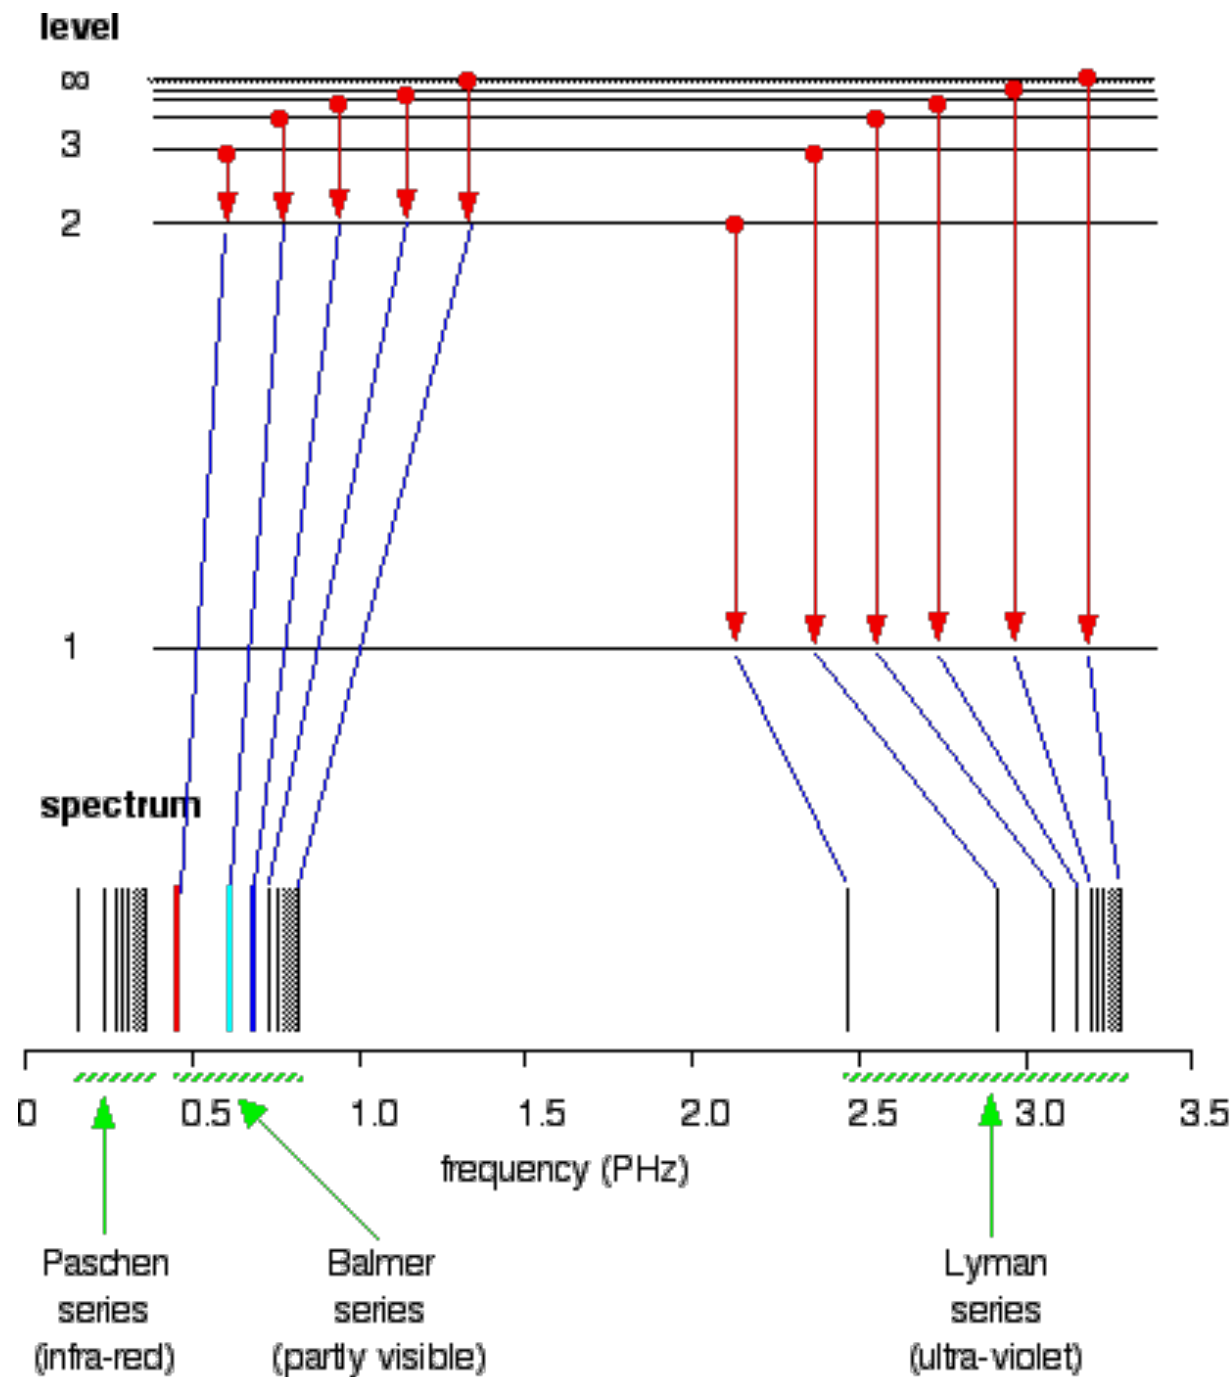 level
∞
3
2
1
spectrum
0 0.5 1.0 1.5 2.0 2.5 3.0 3.5
frequency (PHz)
Paschen
series
(infra-red)
Balmer
series
(partly visible)
Lyman
series
(ultra-violet)